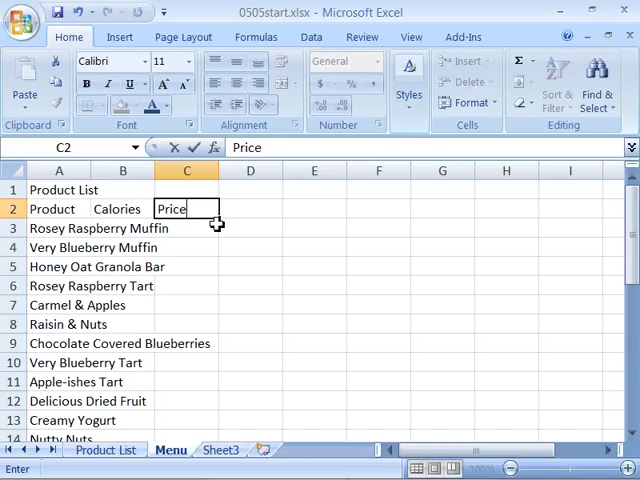 0505start.xlsx - Microsoft Excel
Home Insert Page Layout Formulas Data Review View Add-Ins
Calibri 11 General Insert Σ
B I U $ % , Delete
Paste A Styles Format Sort & Filter Find & Select
Clipboard Font Alignment Number Cells Editing
C2 fx Price
A B C D E F G H I
1 Product List
2 Product Calories Price
3 Rosey Raspberry Muffin
4 Very Blueberry Muffin
5 Honey Oat Granola Bar
6 Rosey Raspberry Tart
7 Carmel & Apples
8 Raisin & Nuts
9 Chocolate Covered Blueberries
10 Very Blueberry Tart
11 Apple-ishes Tart
12 Delicious Dried Fruit
13 Creamy Yogurt
14 Nutty Nuts
Product List Menu Sheet3
Enter 100%